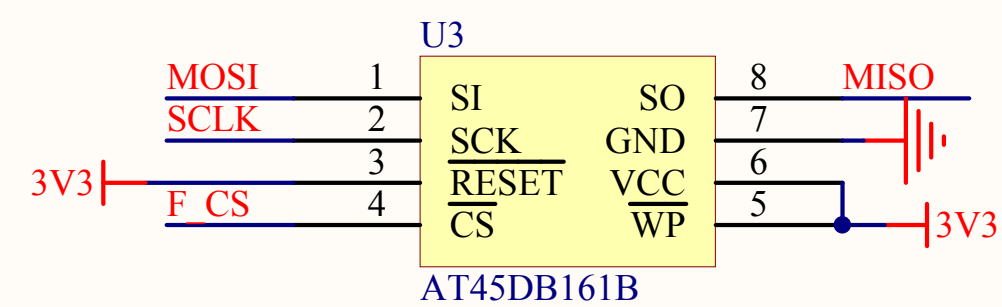 U3
MOSI 1 SI SO 8 MISO
SCLK 2 SCK GND 7
3V3 3 RESET VCC 6
F_CS 4 CS WP 5 3V3
AT45DB161B